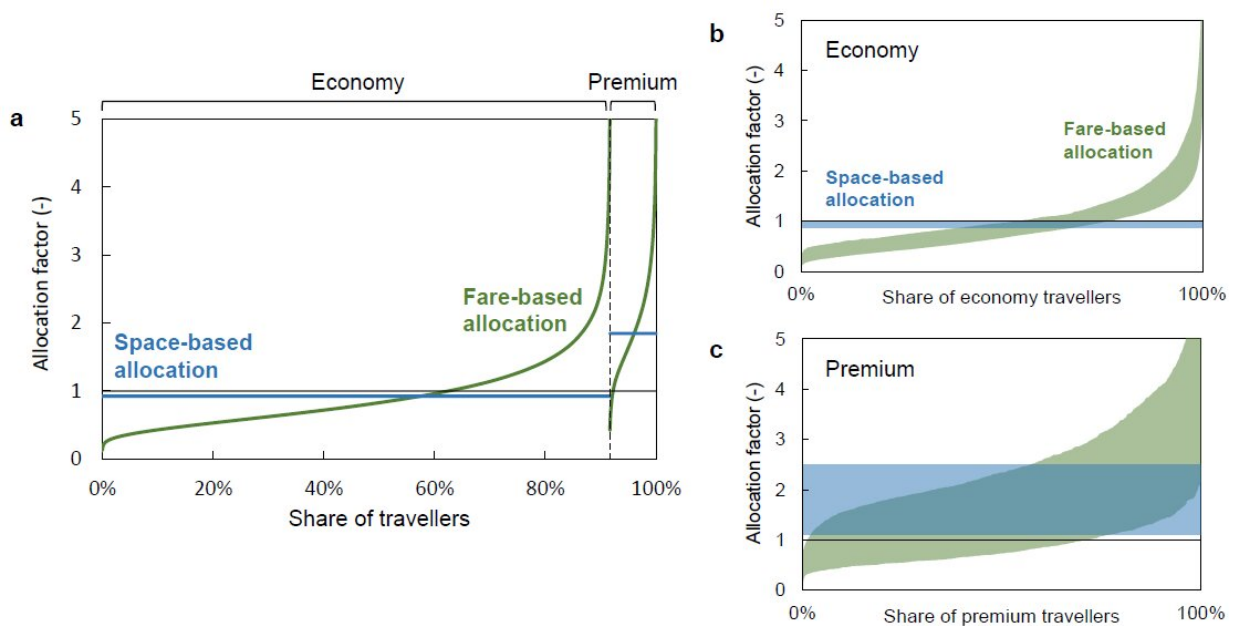 Economy
Premium
a
5
4
3
2
1
0
Allocation factor (-)
Fare-based
allocation
Space-based
allocation
0%
20%
40%
60%
80%
100%
Share of travellers
b
Economy
5
4
3
2
1
0
Allocation factor (-)
Fare-based
allocation
Space-based
allocation
0%
Share of economy travellers
100%
c
Premium
5
4
3
2
1
0
Allocation factor (-)
0%
Share of premium travellers
100%